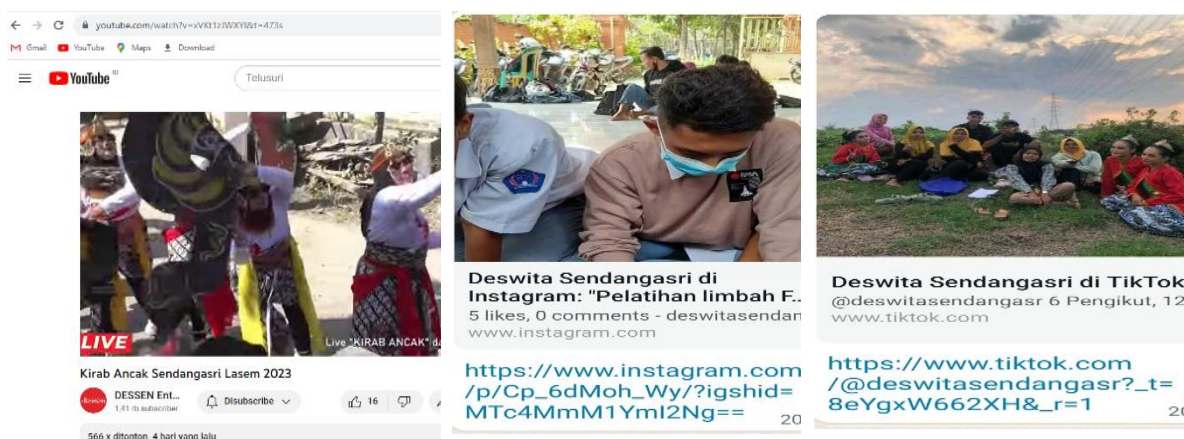 youtube.com/watch?v=xVKt1zJWXYI&t=473s
Gmail YouTube Maps Download
YouTube ID
Telusuri
LIVE
Live "KIRAB ANCAK" da
Kirab Ancak Sendangasri Lasem 2023
DESSEN Ent...
1,41 rb subscriber
Disubscribe
16
566 x ditonton 4 hari yang lalu
Deswita Sendangasri di
Instagram: "Pelatihan limbah F...
5 likes, 0 comments - deswitasendan
www.instagram.com
https://www.instagram.com
/p/Cp_6dMoh_Wy/?igshid=
MTc4MmM1YmI2Ng==
20
Deswita Sendangasri di TikTok
@deswitasendangasr 6 Pengikut, 12
www.tiktok.com
https://www.tiktok.com
/@deswitasendangasr?_t=
8eYgxW662XH&_r=1
20